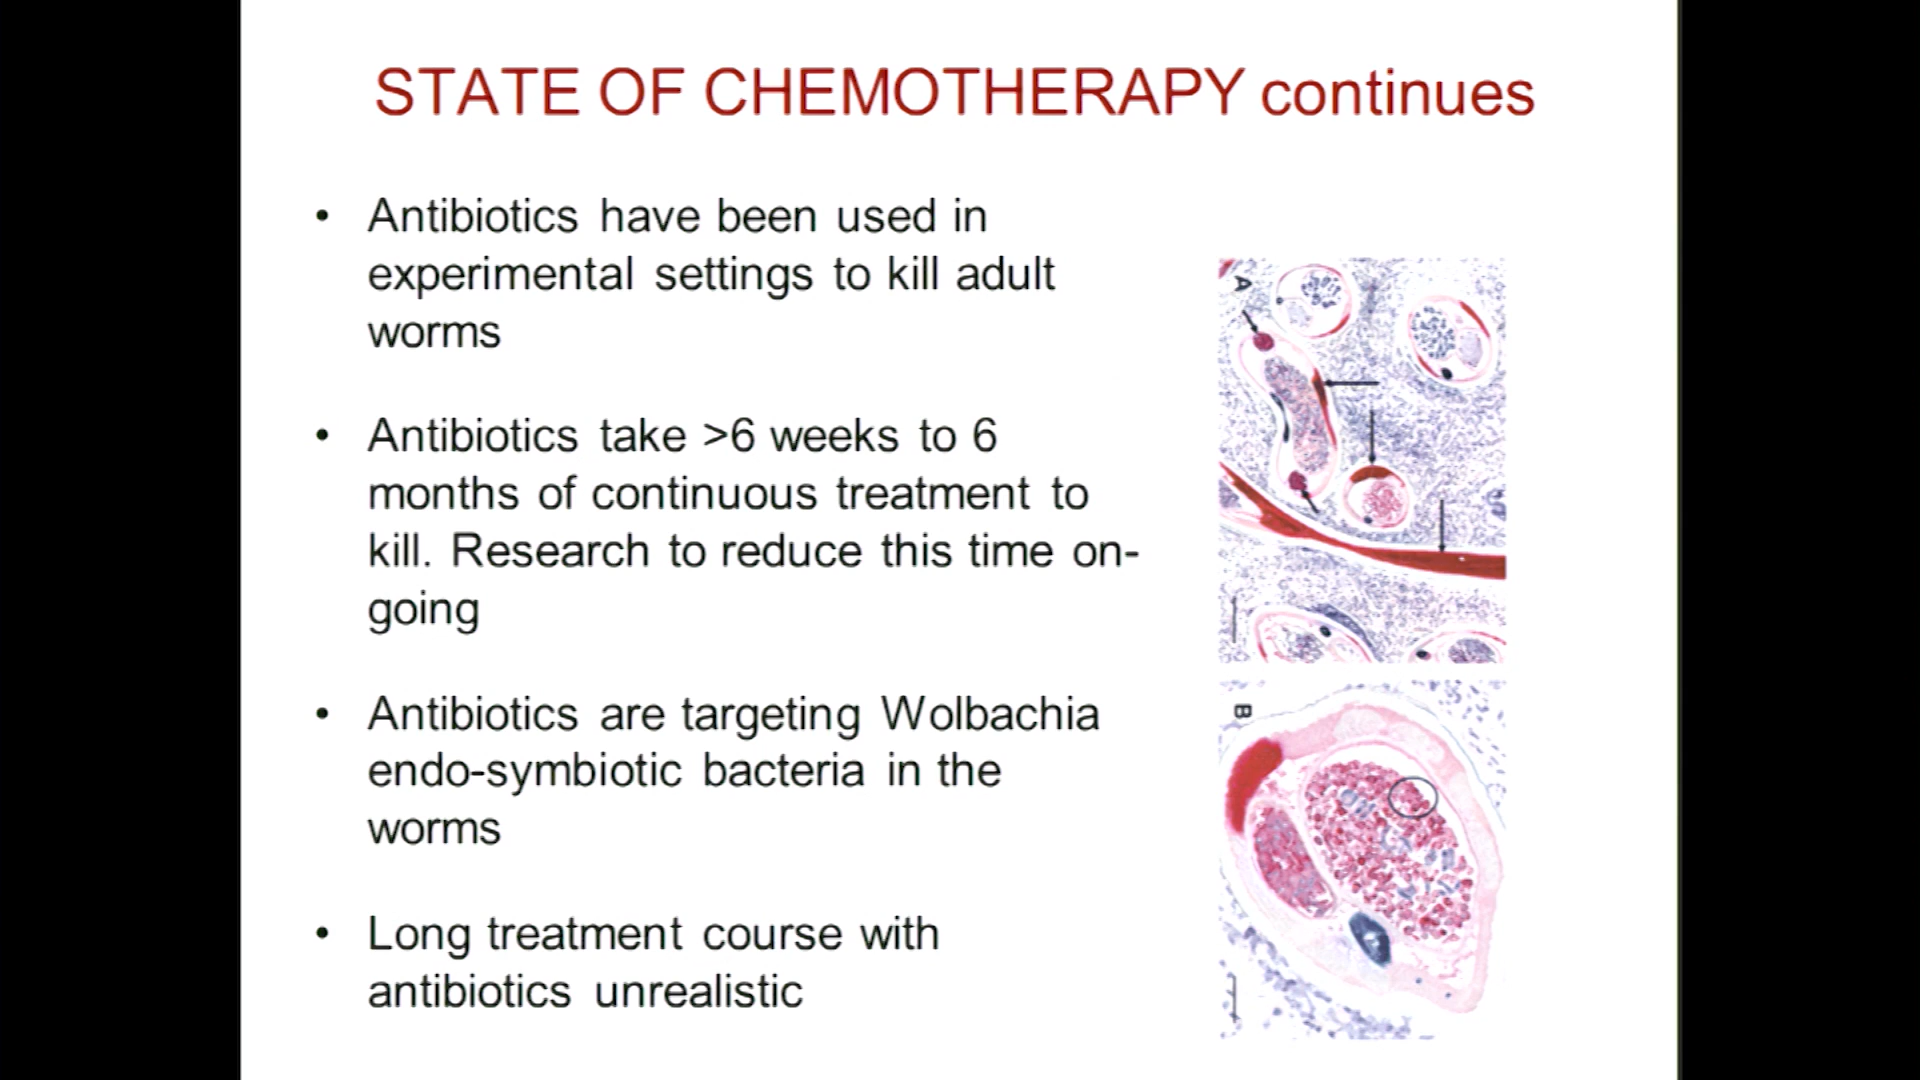 STATE OF CHEMOTHERAPY continues
• Antibiotics have been used in
experimental settings to kill adult
worms
• Antibiotics take >6 weeks to 6
months of continuous treatment to
kill. Research to reduce this time on-
going
• Antibiotics are targeting Wolbachia
endo-symbiotic bacteria in the
worms
• Long treatment course with
antibiotics unrealistic
A
B